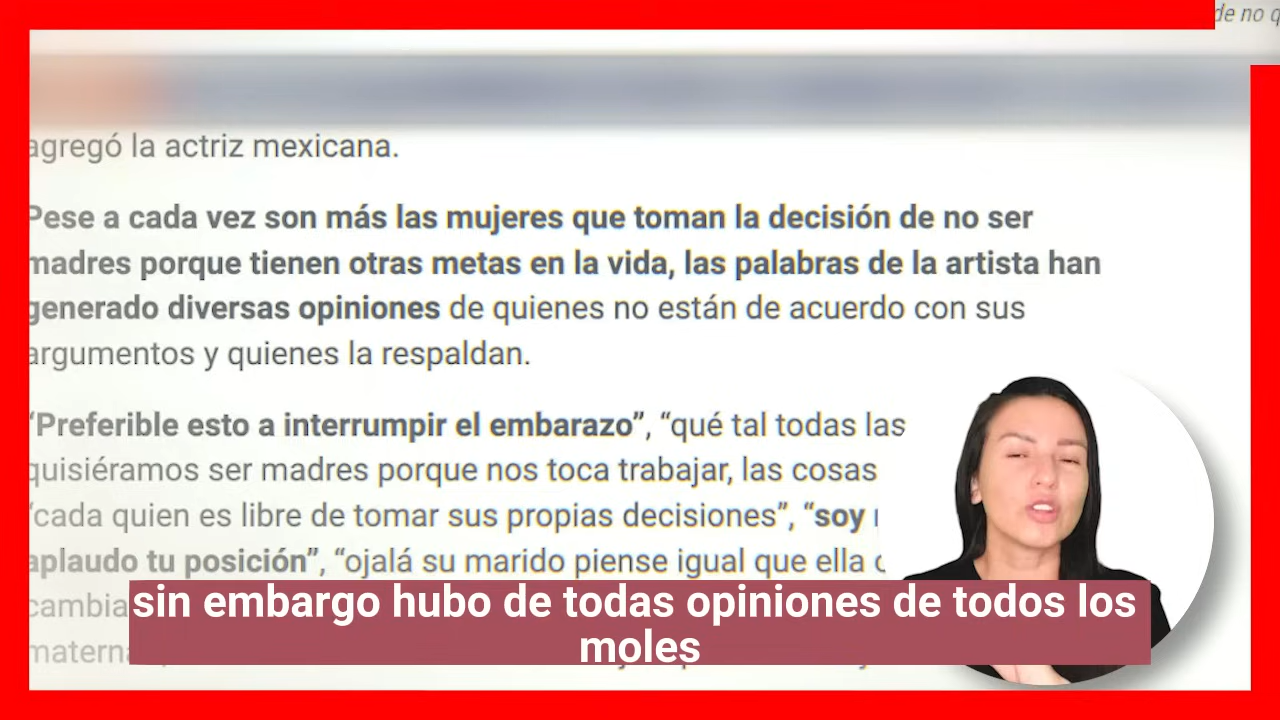 de no q
agregó la actriz mexicana.
Pese a cada vez son más las mujeres que toman la decisión de no ser
madres porque tienen otras metas en la vida, las palabras de la artista han
generado diversas opiniones de quienes no están de acuerdo con sus
argumentos y quienes la respaldan.
“Preferible esto a interrumpir el embarazo”, “qué tal todas las
quisiéramos ser madres porque nos toca trabajar, las cosas
“cada quien es libre de tomar sus propias decisiones”, “soy
aplaudo tu posición”, “ojalá su marido piense igual que ella
cambia
materna
sin embargo hubo de todas opiniones de todos los
moles